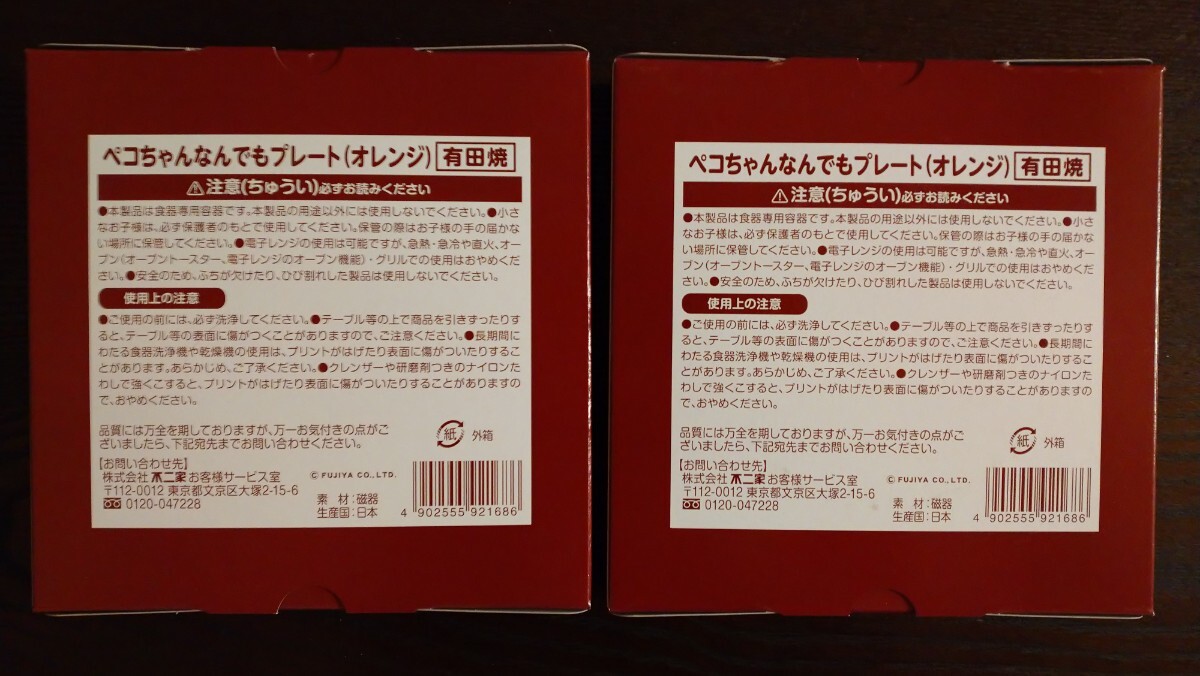 ペコちゃんなんでもプレート(オレンジ) 有田焼
⚠注意(ちゅうい)必ずお読みください
●本製品は食器専用容器です。本製品の用途以外には使用しないでください。●小さ
なお子様は、必ず保護者のもとで使用してください。保管の際はお子様の手の届かな
い場所に保管してください。●電子レンジの使用は可能ですが、急熱・急冷や直火、オー
ブン(オーブントースター、電子レンジのオーブン機能)・グリルでの使用はおやめくだ
さい。●安全のため、ふちが欠けたり、ひび割れした製品は使用しないでください。
使用上の注意
●ご使用の前には、必ず洗浄してください。●テーブル等の上で商品を引きずったりす
ると、テーブル等の表面に傷がつくことがありますので、ご注意ください。●長期間に
わたる食器洗浄機や乾燥機の使用は、プリントがはげたり表面に傷がついたりするこ
とがあります。あらかじめ、ご了承ください。●クレンザーや研磨剤つきのナイロンた
わしで強くこすると、プリントがはげたり表面に傷がついたりすることがありますの
で、おやめください。
品質には万全を期しておりますが、万一お気付きの点がご
ざいましたら、下記宛先までお問い合わせください。
紙 外箱
【お問い合わせ先】
株式会社 不二家 お客様サービス室
〒112-0012 東京都文京区大塚2-15-6
0120-047228
© FUJIYA CO., LTD.
素 材:磁器
生産国:日本
4 902555 921686
ペコちゃんなんでもプレート(オレンジ) 有田焼
⚠注意(ちゅうい)必ずお読みください
●本製品は食器専用容器です。本製品の用途以外には使用しないでください。●小さ
なお子様は、必ず保護者のもとで使用してください。保管の際はお子様の手の届かな
い場所に保管してください。●電子レンジの使用は可能ですが、急熱・急冷や直火、オー
ブン(オーブントースター、電子レンジのオーブン機能)・グリルでの使用はおやめくだ
さい。●安全のため、ふちが欠けたり、ひび割れした製品は使用しないでください。
使用上の注意
●ご使用の前には、必ず洗浄してください。●テーブル等の上で商品を引きずったりす
ると、テーブル等の表面に傷がつくことがありますので、ご注意ください。●長期間に
わたる食器洗浄機や乾燥機の使用は、プリントがはげたり表面に傷がついたりするこ
とがあります。あらかじめ、ご了承ください。●クレンザーや研磨剤つきのナイロンた
わしで強くこすると、プリントがはげたり表面に傷がついたりすることがありますの
で、おやめください。
品質には万全を期しておりますが、万一お気付きの点がご
ざいましたら、下記宛先までお問い合わせください。
紙 外箱
【お問い合わせ先】
株式会社 不二家 お客様サービス室
〒112-0012 東京都文京区大塚2-15-6
0120-047228
© FUJIYA CO., LTD.
素 材:磁器
生産国:日本
4 902555 921686